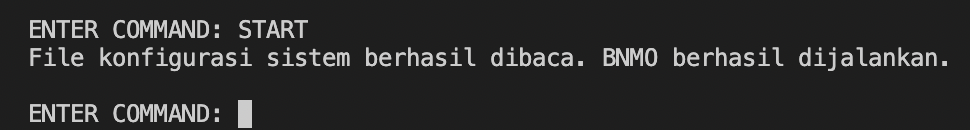 ENTER COMMAND: START
File konfigurasi sistem berhasil dibaca. BNMO berhasil dijalankan.
ENTER COMMAND: